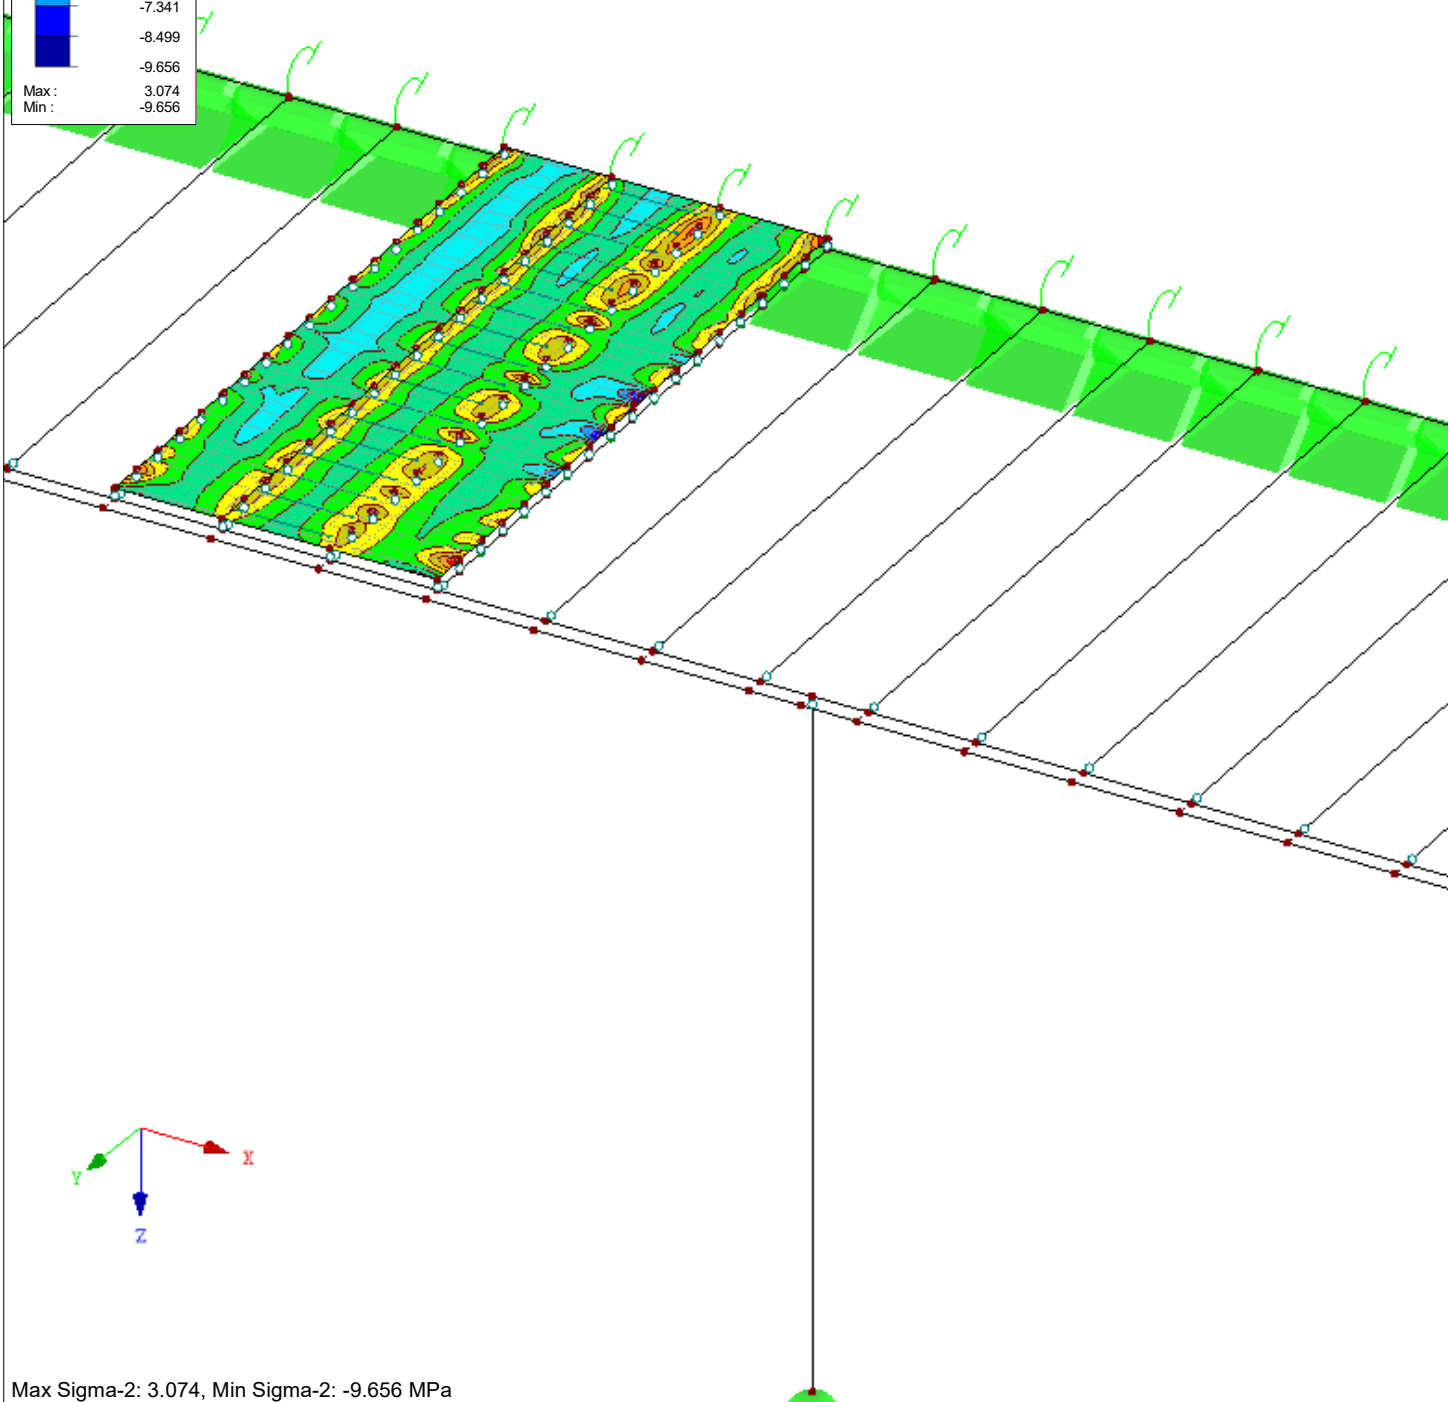 -7.341
-8.499
-9.656
Max : 3.074
Min : -9.656
X
Y
Z
Max Sigma-2: 3.074, Min Sigma-2: -9.656 MPa